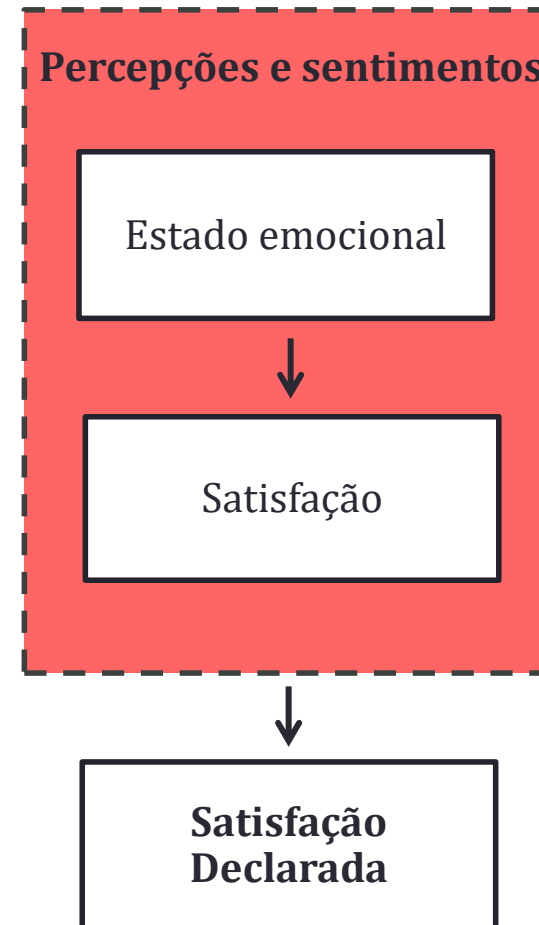 Percepções e sentimentos
Estado emocional
Satisfação
Satisfação
Declarada